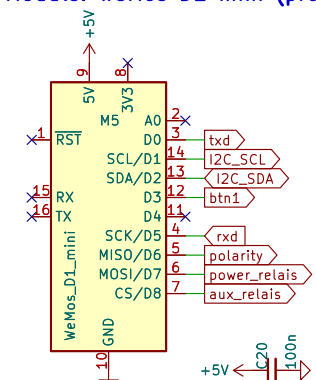 +5V
9
8
5V
3V3
M5
A0
2
1
RST
D0
3
txd
SCL/D1
14
I2C_SCL
SDA/D2
13
I2C_SDA
15
RX
D3
12
btn1
16
TX
D4
11
SCK/D5
4
rxd
MISO/D6
5
polarity
MOSI/D7
6
power_relais
CS/D8
7
aux_relais
WeMos_D1_mini
GND
10
+5V
C20
100n